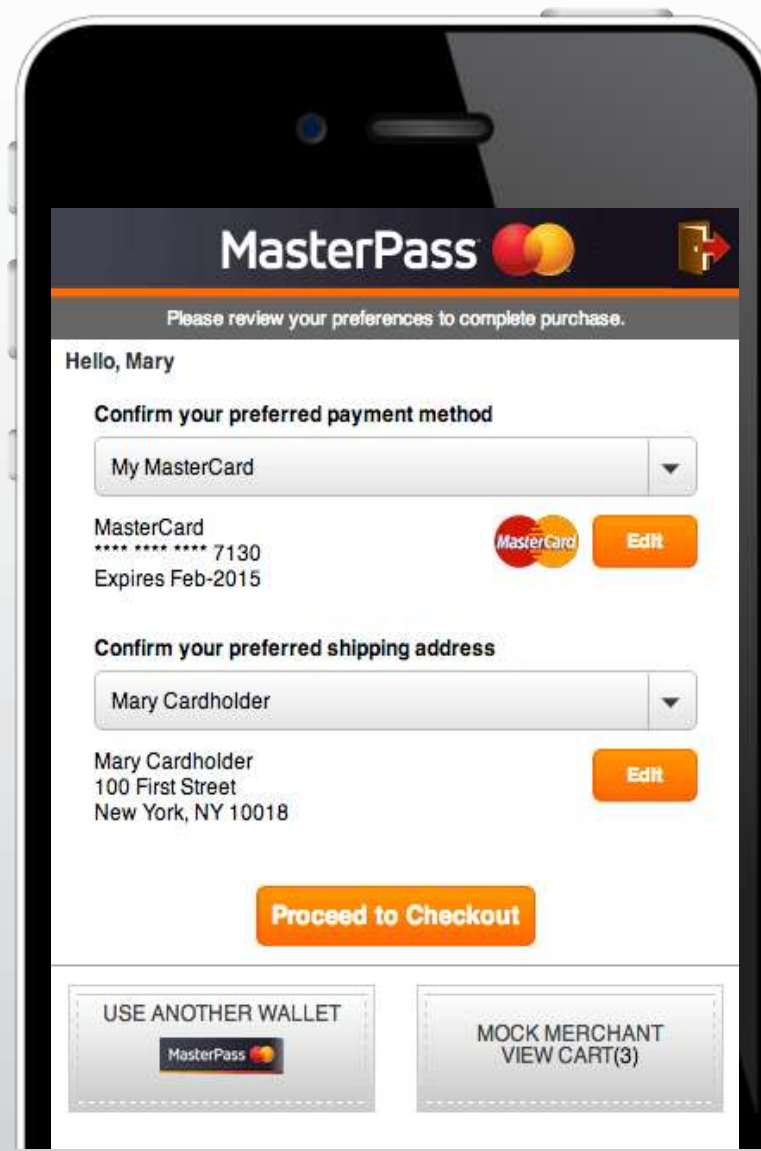 MasterPass
Please review your preferences to complete purchase.
Hello, Mary
Confirm your preferred payment method
My MasterCard
MasterCard
**** **** **** 7130
Expires Feb-2015
MasterCard
Edit
Confirm your preferred shipping address
Mary Cardholder
Mary Cardholder
100 First Street
New York, NY 10018
Edit
Proceed to Checkout
USE ANOTHER WALLET
MasterPass
MOCK MERCHANT
VIEW CART(3)